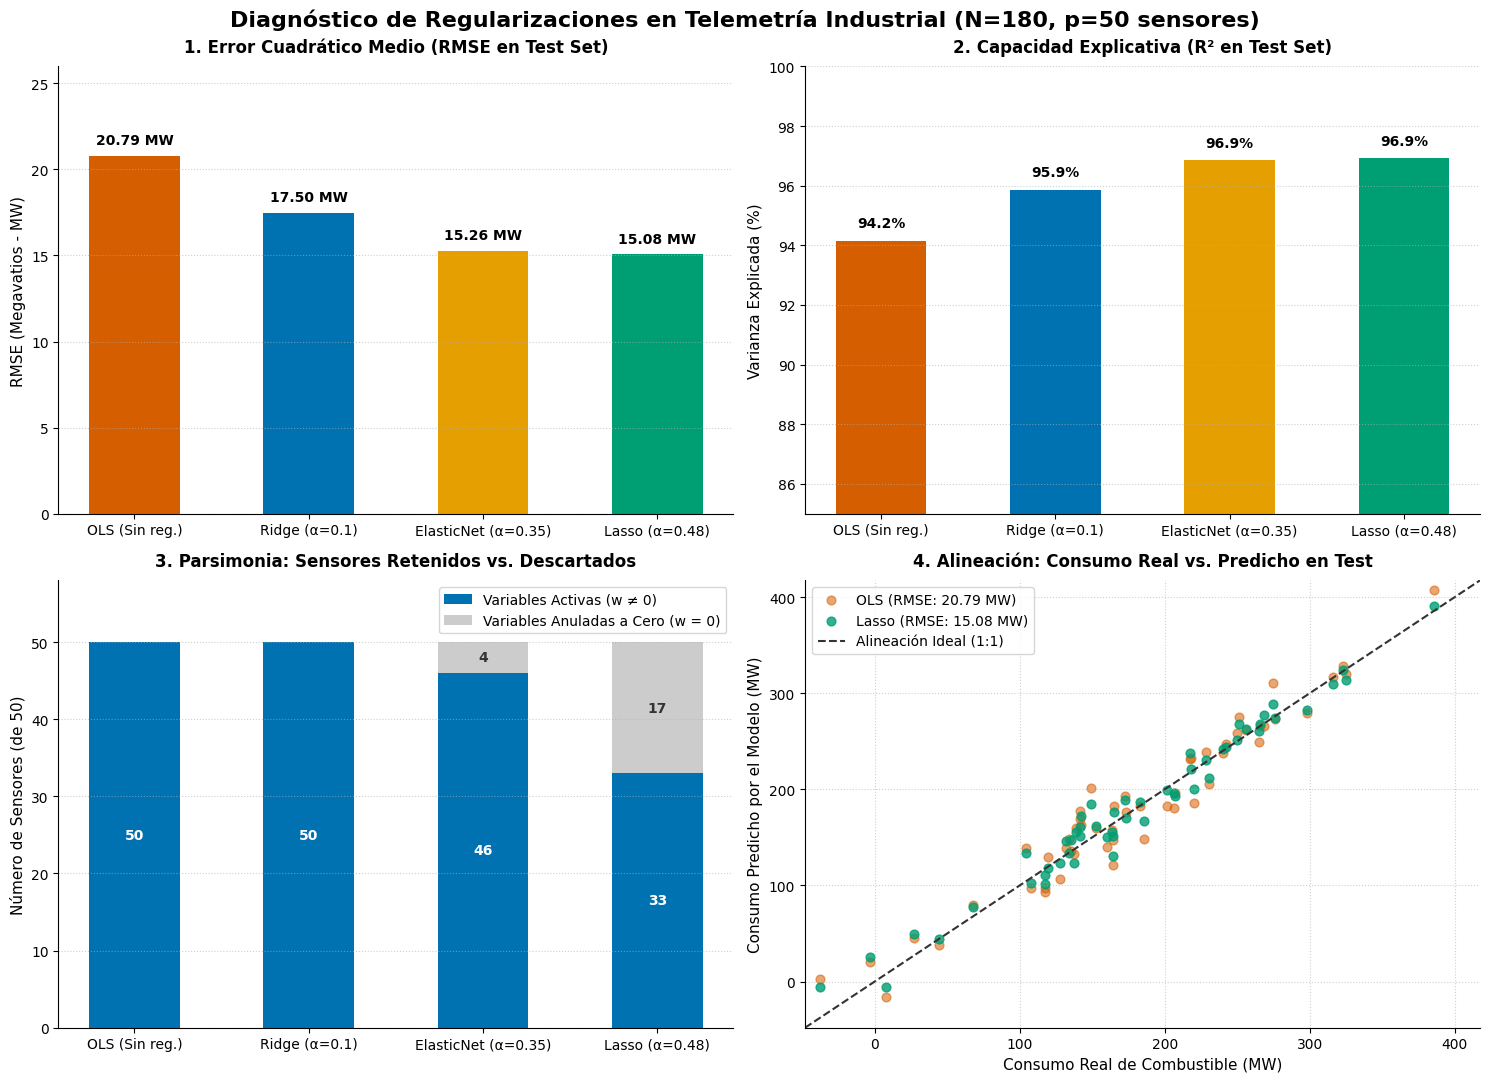 Diagnóstico de Regularizaciones en Telemetría Industrial (N=180, p=50 sensores)
1. Error Cuadrático Medio (RMSE en Test Set)
RMSE (Megavatios - MW)
25
20
15
10
5
0
20.79 MW
17.50 MW
15.26 MW
15.08 MW
OLS (Sin reg.)
Ridge (α=0.1)
ElasticNet (α=0.35)
Lasso (α=0.48)
2. Capacidad Explicativa (R² en Test Set)
Varianza Explicada (%)
100
98
96
94
92
90
88
86
94.2%
95.9%
96.9%
96.9%
OLS (Sin reg.)
Ridge (α=0.1)
ElasticNet (α=0.35)
Lasso (α=0.48)
3. Parsimonia: Sensores Retenidos vs. Descartados
Número de Sensores (de 50)
50
40
30
20
10
0
Variables Activas (w ≠ 0)
Variables Anuladas a Cero (w = 0)
50
50
4
46
17
33
OLS (Sin reg.)
Ridge (α=0.1)
ElasticNet (α=0.35)
Lasso (α=0.48)
4. Alineación: Consumo Real vs. Predicho en Test
Consumo Predicho por el Modelo (MW)
400
300
200
100
0
OLS (RMSE: 20.79 MW)
Lasso (RMSE: 15.08 MW)
Alineación Ideal (1:1)
0
100
200
300
400
Consumo Real de Combustible (MW)